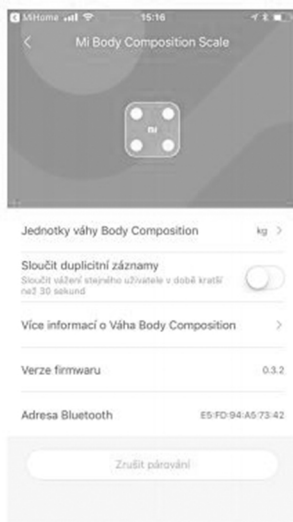 MiHome 15:16
Mi Body Composition Scale
mi
Jednotky váhy Body Composition kg >
Sloučit duplicitní záznamy
Sloučit vážení stejného uživatele v době kratší
než 30 sekund
Více informací o Váha Body Composition >
Verze firmwaru 0.3.2
Adresa Bluetooth E5:FD:94:A5:73:42
Zrušit párování